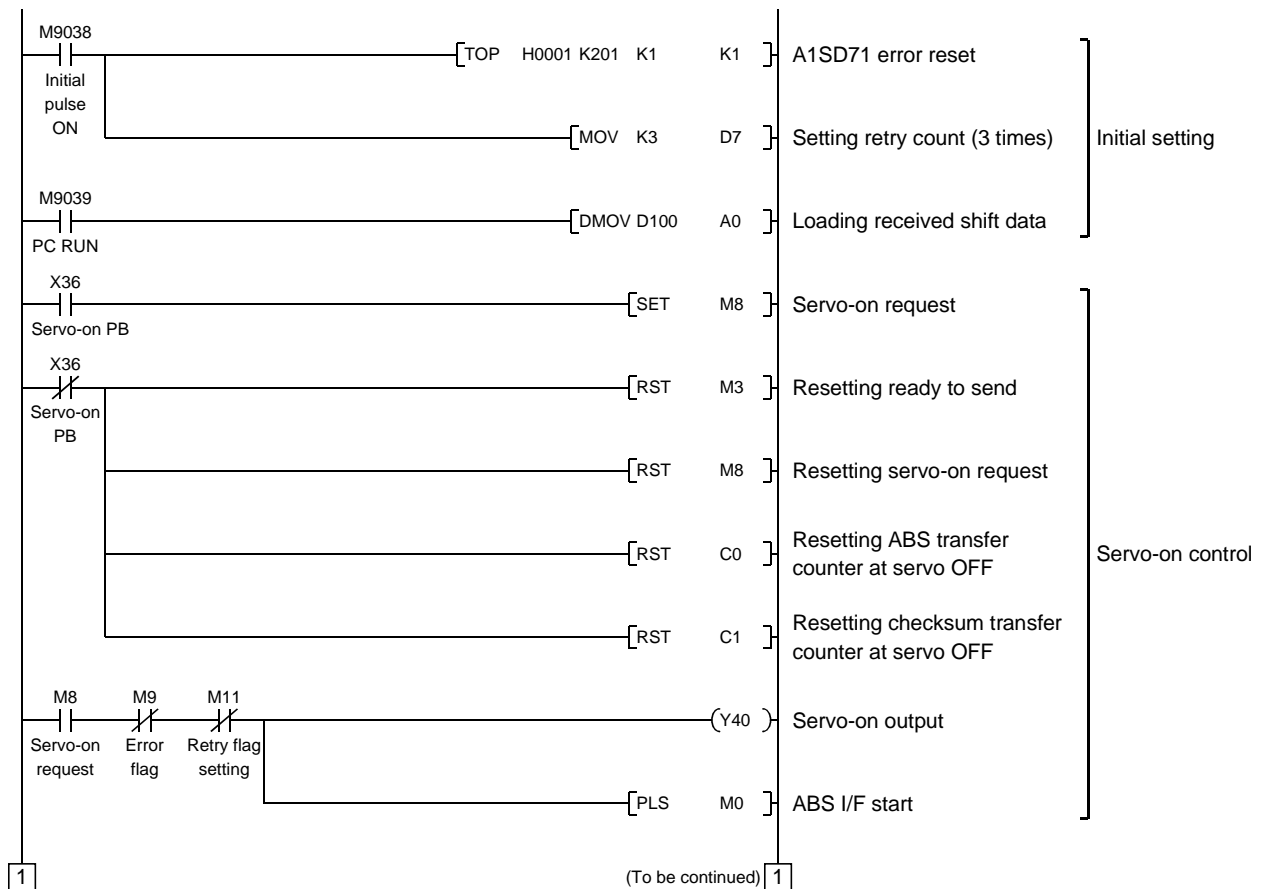 M9038
TOP H0001 K201 K1 K1 A1SD71 error reset
Initial
pulse
ON
MOV K3 D7 Setting retry count (3 times)
Initial setting
M9039
DMOV D100 A0 Loading received shift data
PC RUN
X36
SET M8 Servo-on request
Servo-on PB
X36
RST M3 Resetting ready to send
Servo-on
PB
RST M8 Resetting servo-on request
RST C0 Resetting ABS transfer
counter at servo OFF
Servo-on control
RST C1 Resetting checksum transfer
counter at servo OFF
M8 M9 M11
Y40 Servo-on output
Servo-on Error Retry flag
request flag setting
PLS M0 ABS I/F start
1 (To be continued) 1